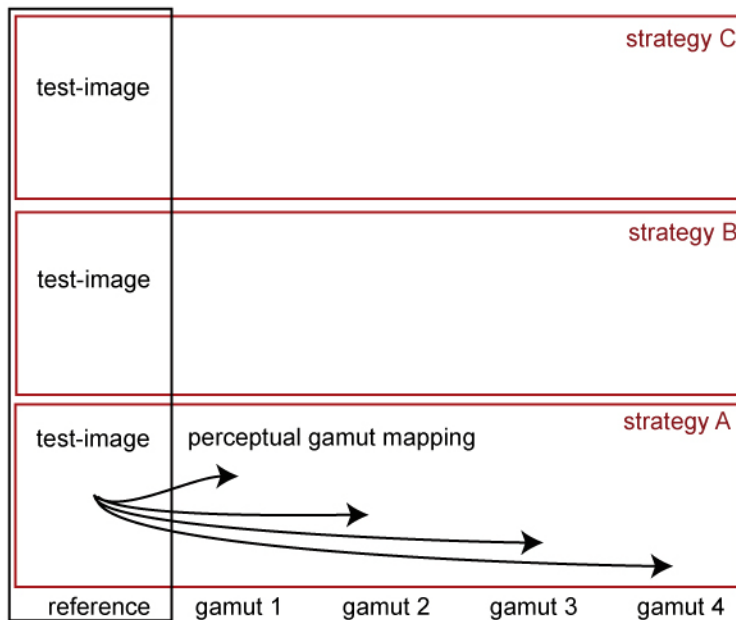 strategy C
test-image
strategy B
test-image
strategy A
test-image
perceptual gamut mapping
reference gamut 1 gamut 2 gamut 3 gamut 4